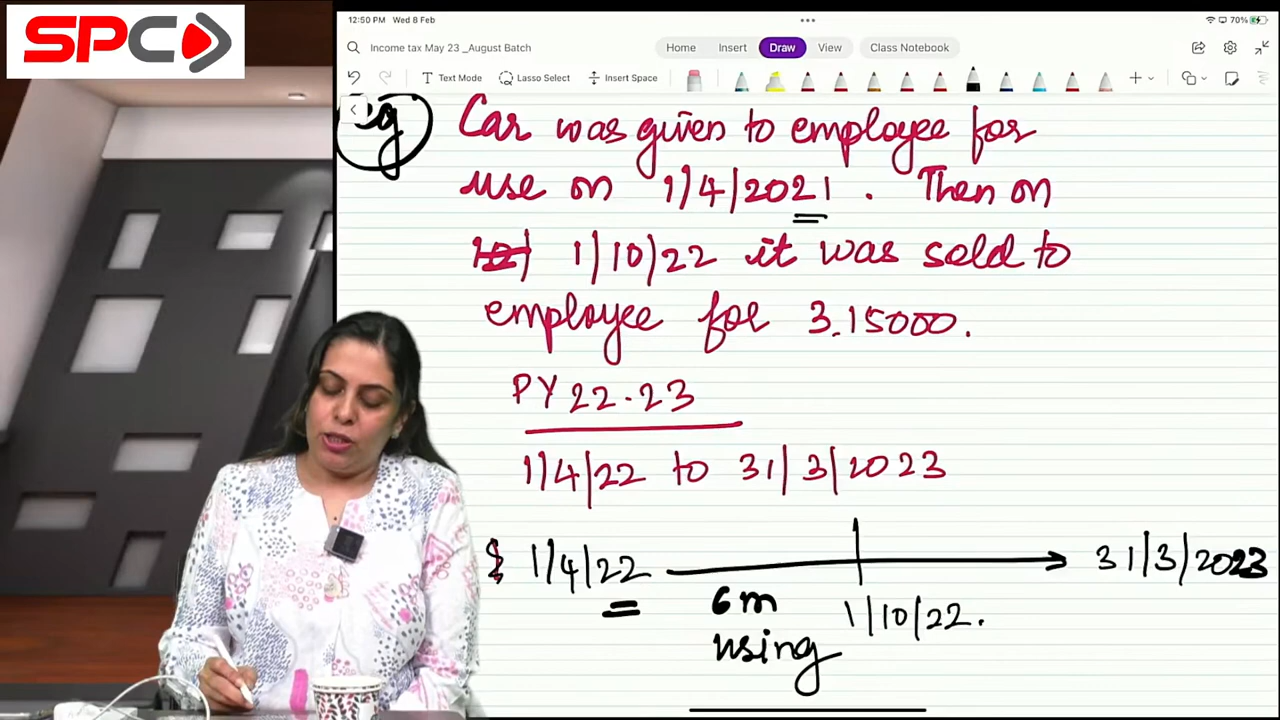 SPC
12:50 PM Wed 8 Feb
70%
Income tax May 23 _August Batch
Home Insert Draw View Class Notebook
Text Mode Lasso Select Insert Space
eg
Car was given to employee for
use on 1/4/2021. Then on
1/10/22 it was sold to
employee for 3.15000.
PY 22.23
1/4/22 to 31/3/2023
1/4/22 31/3/2023
6m 1/10/22.
using